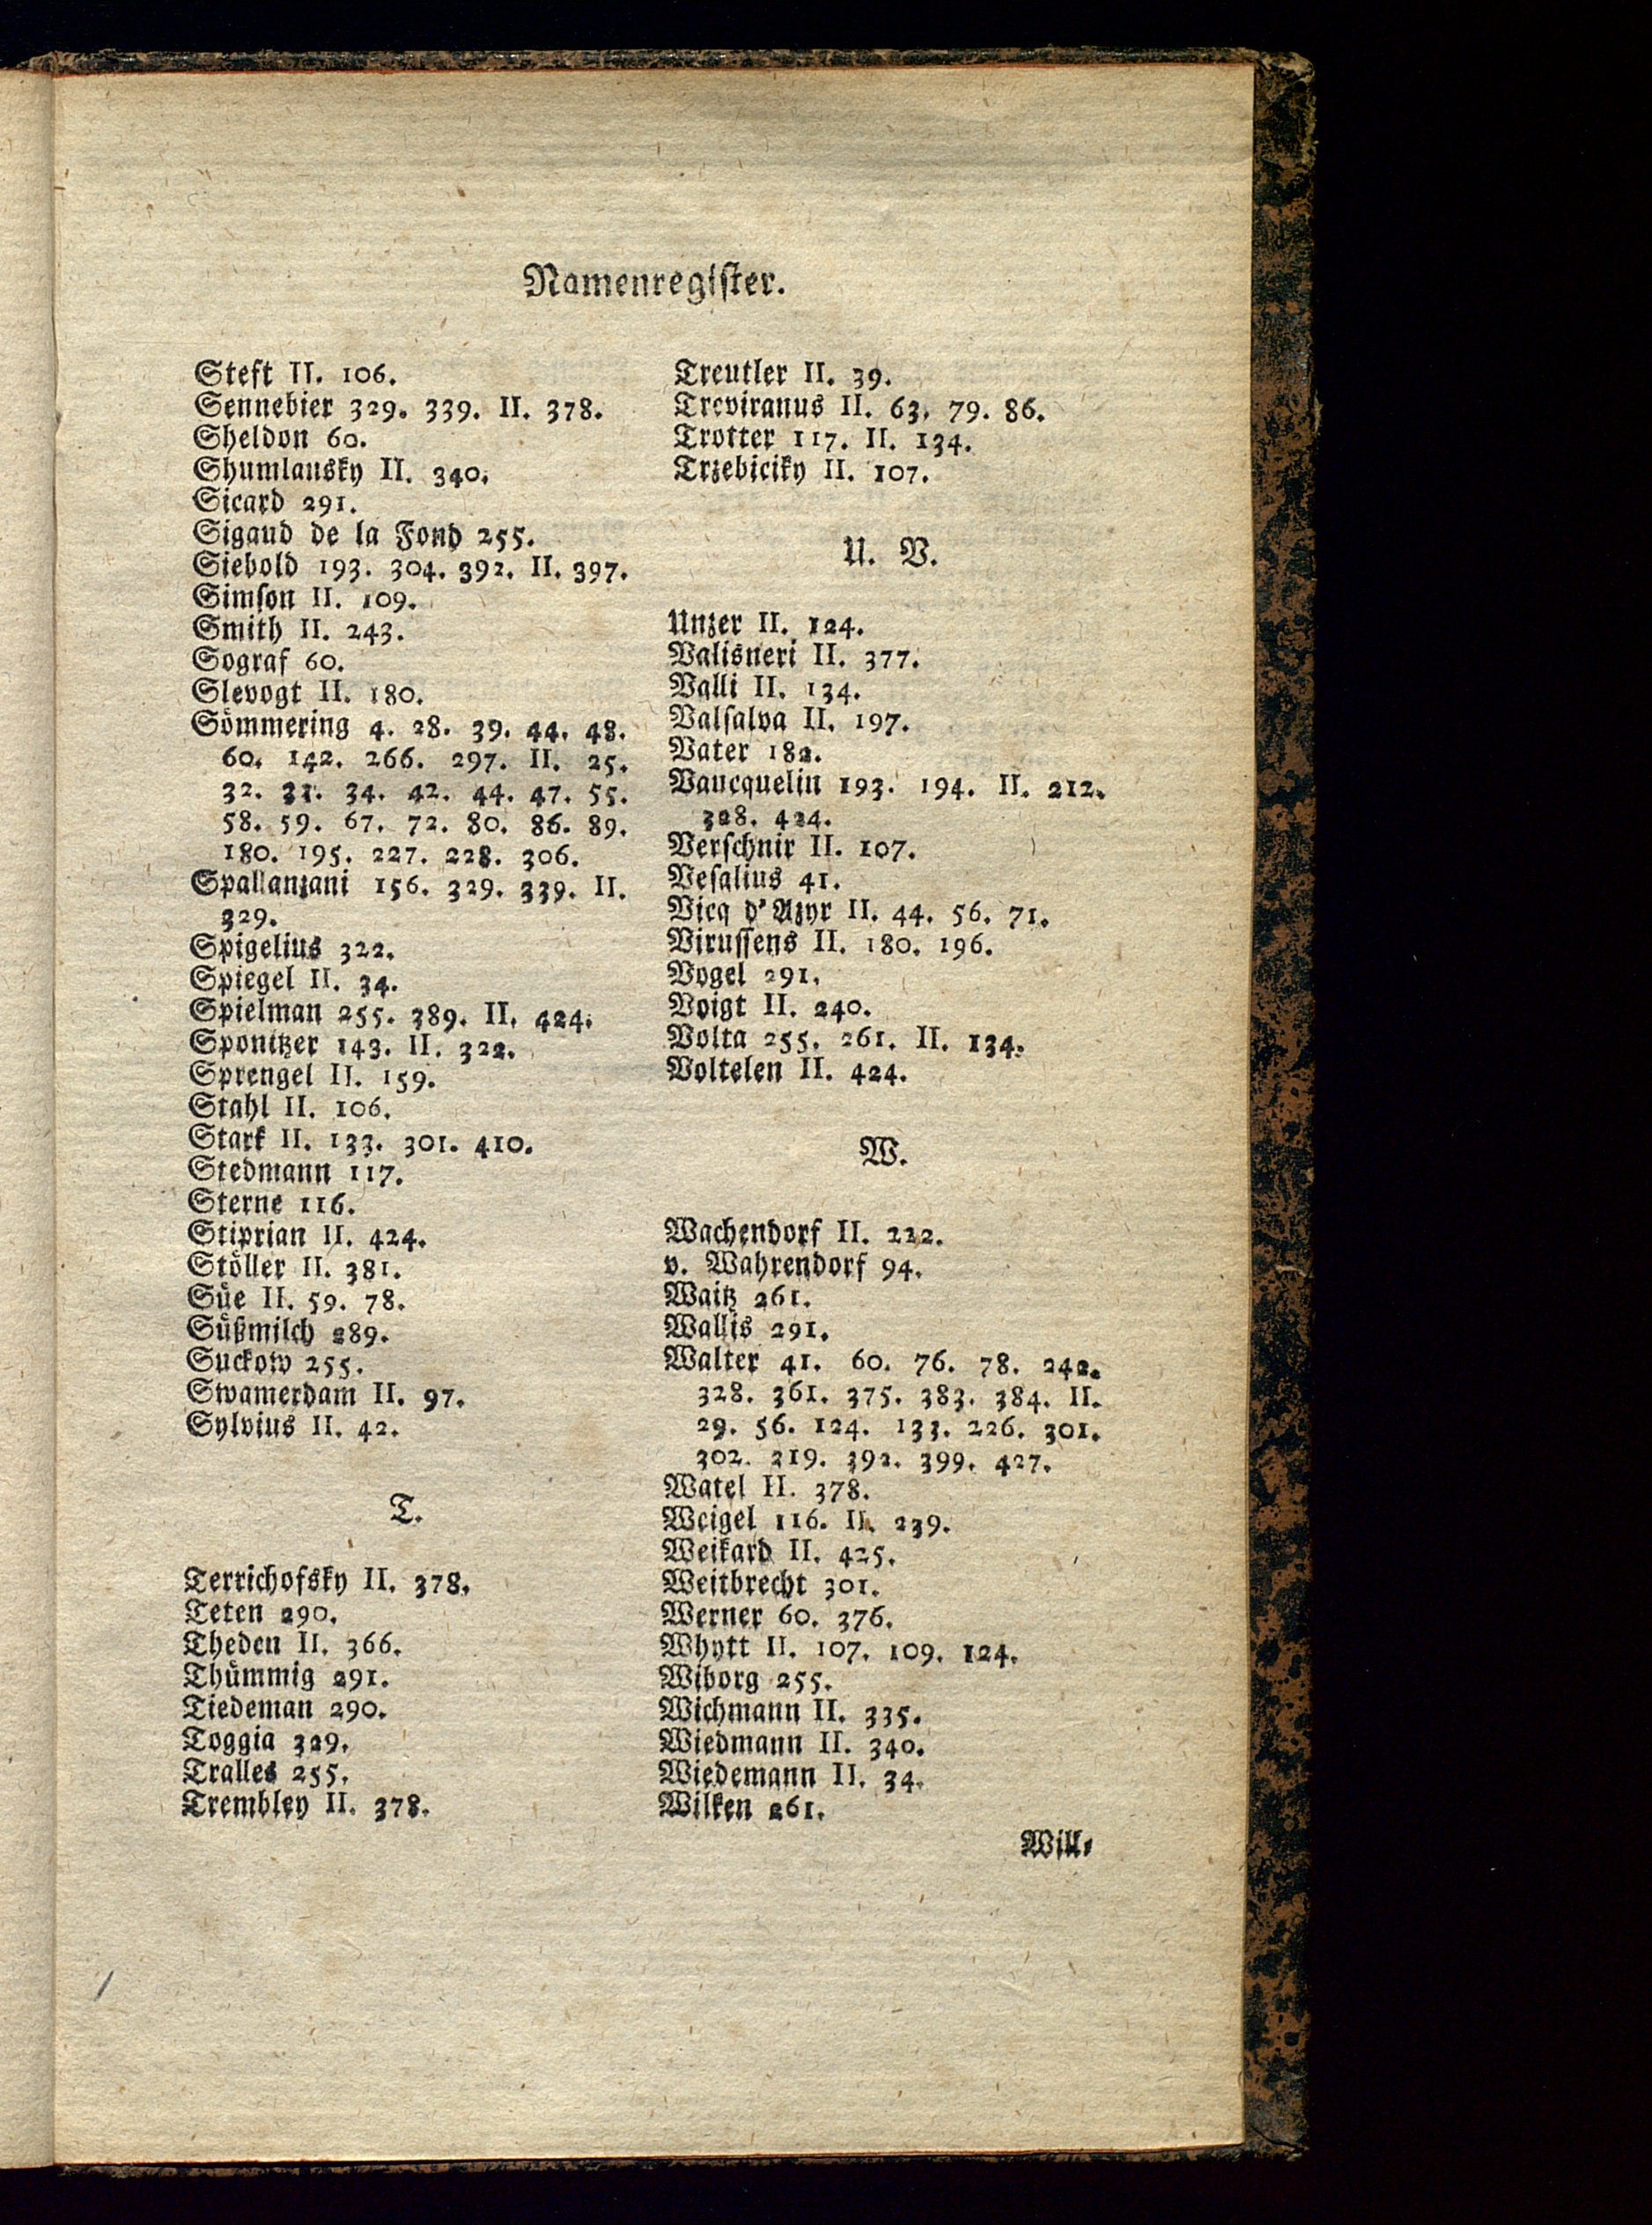 Namenregister.
Steft II. 106.
Sennebier 329. 339. II. 378.
Sheldon 60.
Shumlausky II. 340.
Sicard 291.
Sigaud de la Fond 255.
Siebold 193. 304. 392. II. 397.
Simſon II. 109.
Smith II. 243.
Sograf 60.
Slevogt II. 180.
Sömmering 4. 28. 39. 44. 48.
60. 142. 266. 297. II. 25.
32. 33. 34. 42. 44. 47. 55.
58. 59. 67. 72. 80. 86. 89.
180. 195. 227. 228. 306.
Spallanzani 156. 329. 339. II.
329.
Spigelius 322.
Spiegel II. 34.
Spielman 255. 389. II. 424.
Sponitzer 143. II. 322.
Sprengel II. 159.
Stahl II. 106.
Stark II. 133. 301. 410.
Stedmann 117.
Sterne 116.
Stiprian II. 424.
Stöller II. 381.
Süe II. 59. 78.
Süßmilch 289.
Suckow 255.
Swamerdam II. 97.
Sylvius II. 42.
T.
Terrichofsky II. 378.
Teten 290.
Theden II. 366.
Thümmig 291.
Tiedeman 290.
Toggia 329.
Tralles 255.
Trembley II. 378.
Treutler II. 39.
Treviranus II. 63. 79. 86.
Trotter 117. II. 134.
Trzebiciky II. 107.
U. V.
Unzer II. 124.
Valisneri II. 377.
Valli II. 134.
Valſalva II. 197.
Vater 182.
Vaucquelin 193. 194. II. 212.
328. 424.
Verſchnir II. 107.
Veſalius 41.
Vicq d'Azyr II. 44. 56. 71.
Viruſſens II. 180. 196.
Vogel 291.
Voigt II. 240.
Volta 255. 261. II. 134.
Voltelen II. 424.
W.
Wachendorf II. 222.
v. Wahrendorf 94.
Waitz 261.
Wallis 291.
Walter 41. 60. 76. 78. 242.
328. 361. 375. 383. 384. II.
29. 56. 124. 133. 226. 301.
302. 319. 392. 399. 427.
Watel II. 378.
Weigel 116. II. 239.
Weikard II. 425.
Weitbrecht 301.
Werner 60. 376.
Whytt II. 107. 109. 124.
Wiborg 255.
Wichmann II. 335.
Wiedmann II. 340.
Wiedemann II. 34.
Wilken 261.
Will⸗